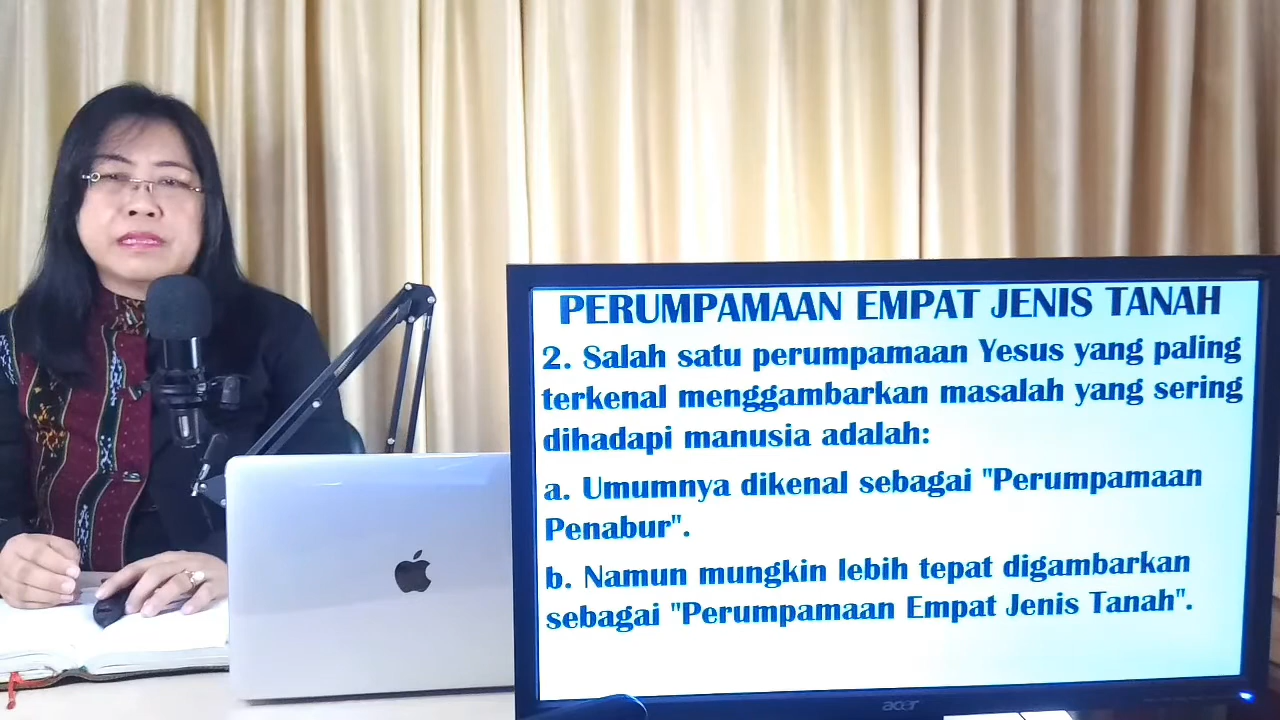 PERUMPAMAAN EMPAT JENIS TANAH
2. Salah satu perumpamaan Yesus yang paling
terkenal menggambarkan masalah yang sering
dihadapi manusia adalah:
a. Umumnya dikenal sebagai "Perumpamaan
Penabur".
b. Namun mungkin lebih tepat digambarkan
sebagai "Perumpamaan Empat Jenis Tanah".
acer